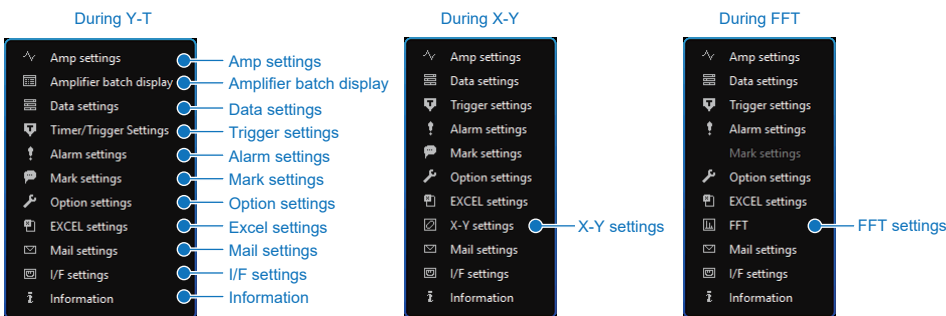 During Y-T
Amp settings
Amplifier batch display
Data settings
Timer/Trigger Settings
Alarm settings
Mark settings
Option settings
EXCEL settings
Mail settings
I/F settings
Information
Amp settings
Amplifier batch display
Data settings
Trigger settings
Alarm settings
Mark settings
Option settings
Excel settings
Mail settings
I/F settings
Information
During X-Y
Amp settings
Data settings
Trigger settings
Alarm settings
Mark settings
Option settings
EXCEL settings
X-Y settings
Mail settings
I/F settings
Information
X-Y settings
During FFT
Amp settings
Data settings
Trigger settings
Alarm settings
Mark settings
Option settings
EXCEL settings
FFT
Mail settings
I/F settings
Information
FFT settings